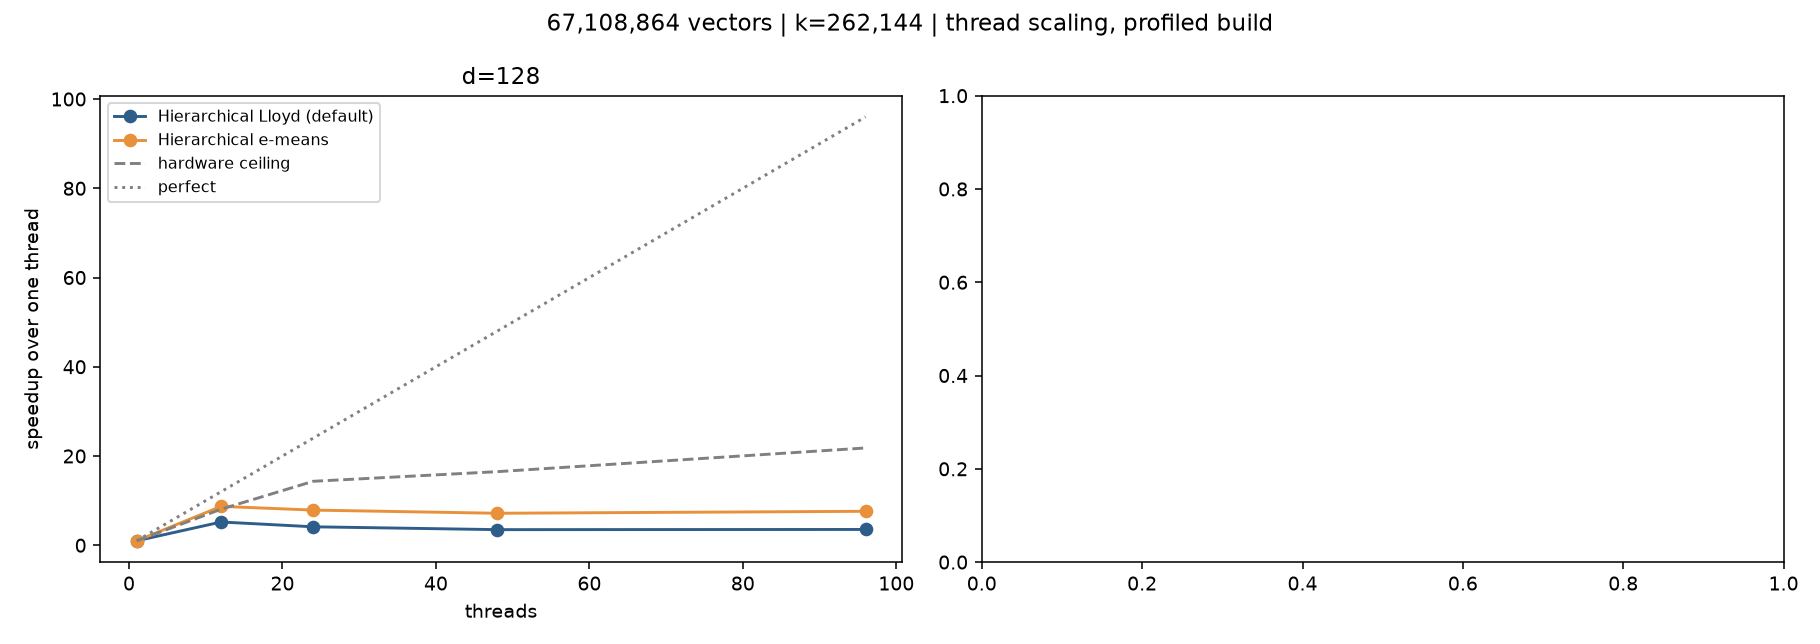 67,108,864 vectors | k=262,144 | thread scaling, profiled build
d=128
Hierarchical Lloyd (default)
Hierarchical e-means
hardware ceiling
perfect
speedup over one thread
100
80
60
40
20
0
0 20 40 60 80 100
threads
1.0
0.8
0.6
0.4
0.2
0.0
0.0 0.2 0.4 0.6 0.8 1.0